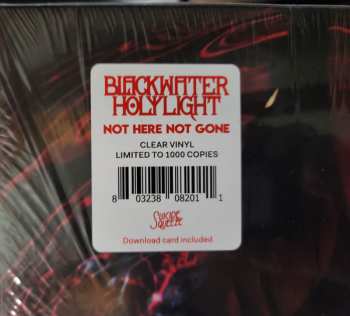 BLACKWATER
HOLYLIGHT
NOT HERE NOT GONE
CLEAR VINYL
LIMITED TO 1000 COPIES
8 03238 08201 1
SUICIDE
SQUEEZE
Download card included